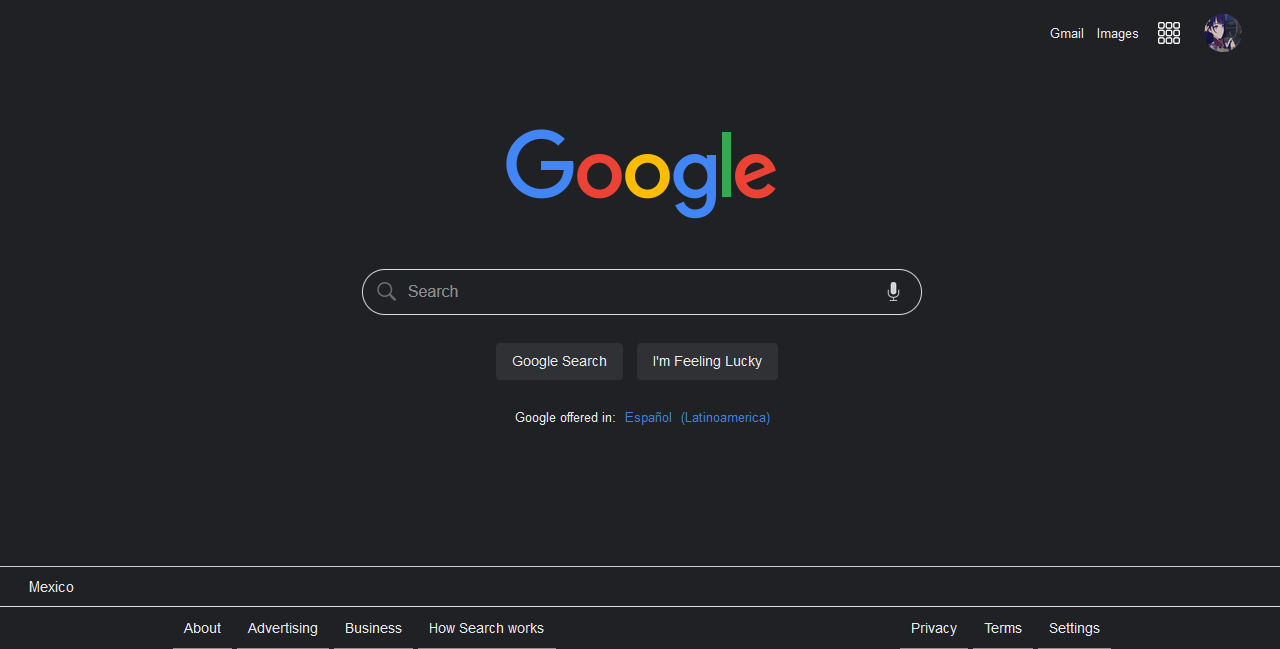 Gmail Images
Google
Search
Google Search I'm Feeling Lucky
Google offered in: Español (Latinoamerica)
Mexico
About Advertising Business How Search works Privacy Terms Settings